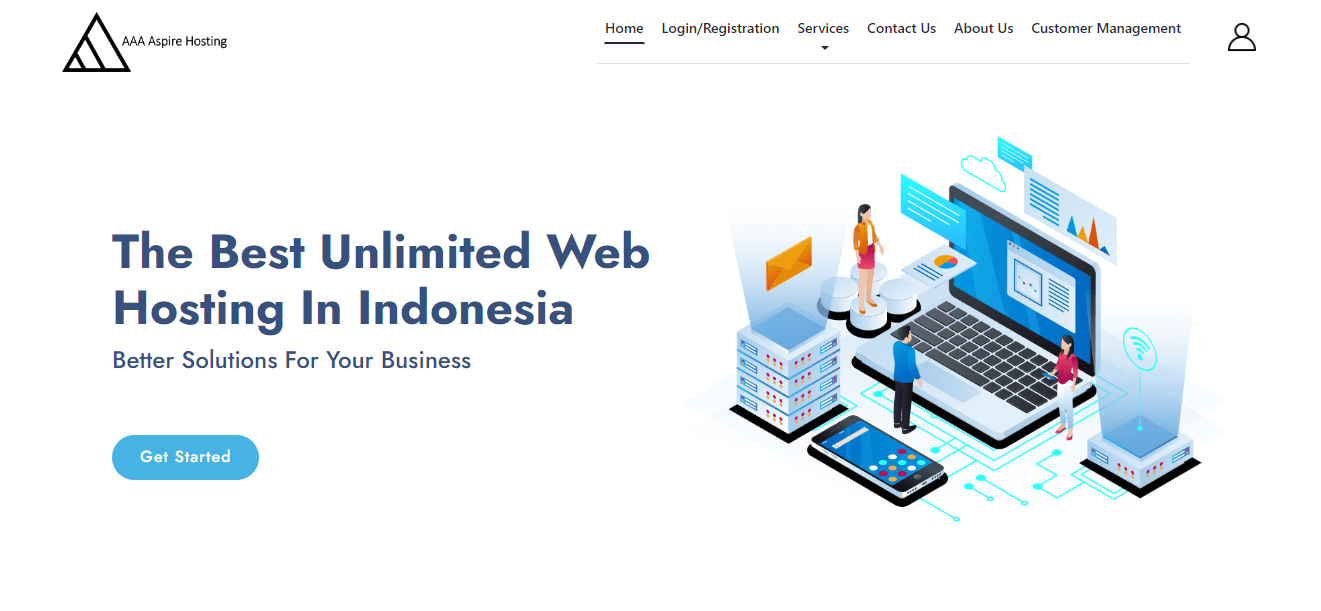 AAA Aspire Hosting
Home Login/Registration Services Contact Us About Us Customer Management
The Best Unlimited Web
Hosting In Indonesia
Better Solutions For Your Business
Get Started